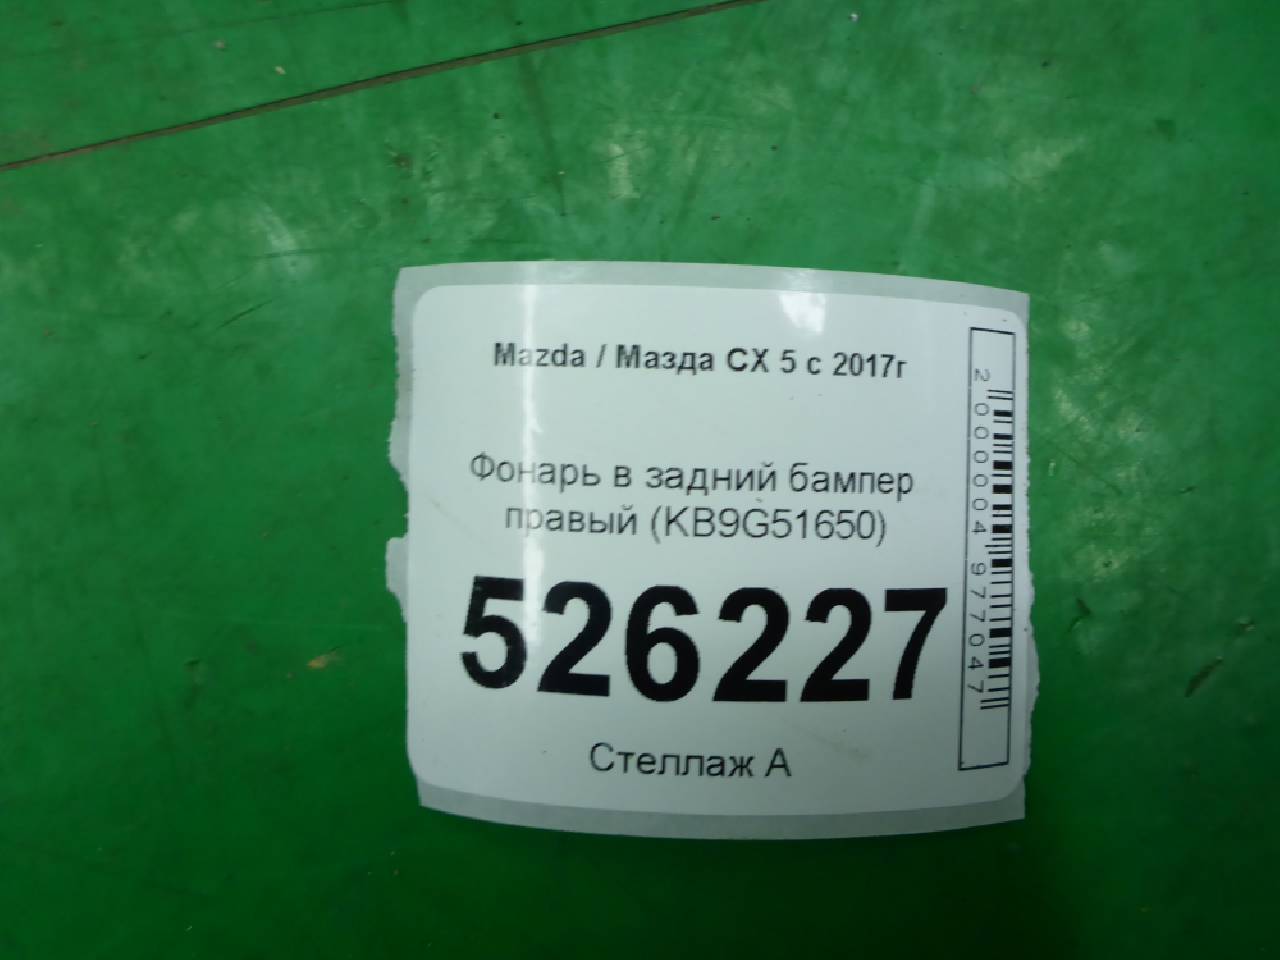 Mazda / Мазда CX 5 с 2017г
Фонарь в задний бампер
правый (KB9G51650)
526227
Стеллаж А
2000004977047